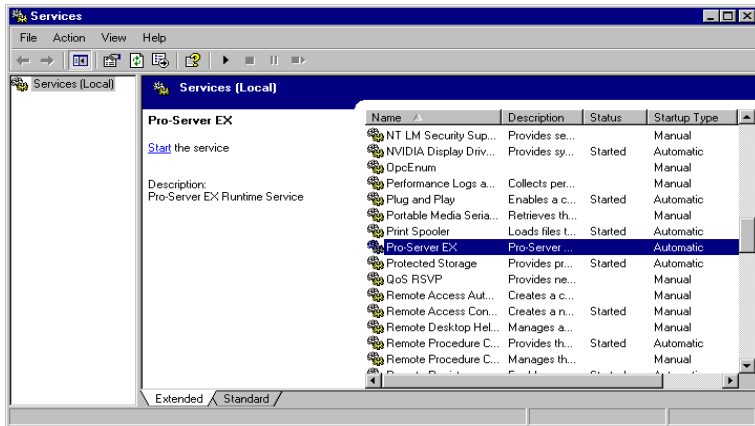 Services
File Action View Help
Services (Local)
Services (Local)
Pro-Server EX
Start the service
Description:
Pro-Server EX Runtime Service
Name Description Status Startup Type
NT LM Security Sup... Provides se... Manual
NVIDIA Display Driv... Provides sy... Started Automatic
OpcEnum Manual
Performance Logs a... Collects per... Manual
Plug and Play Enables a c... Started Automatic
Portable Media Seria... Retrieves th... Manual
Print Spooler Loads files t... Started Automatic
Pro-Server EX Pro-Server ... Automatic
Protected Storage Provides pr... Started Automatic
QoS RSVP Provides ne... Manual
Remote Access Aut... Creates a c... Manual
Remote Access Con... Creates a n... Started Manual
Remote Desktop Hel... Manages a... Manual
Remote Procedure C... Provides th... Started Automatic
Remote Procedure C... Manages th... Manual
Extended Standard